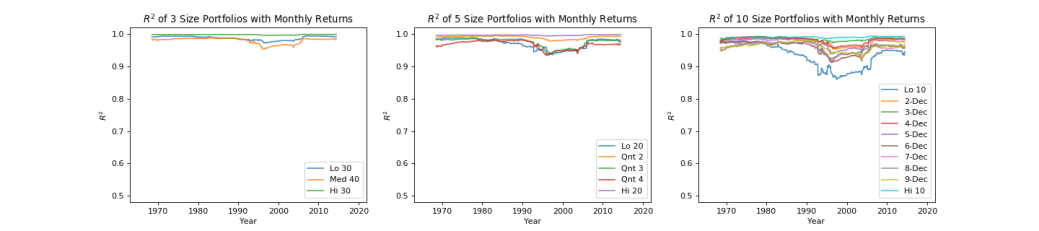 R² of 3 Size Portfolios with Monthly Returns
1.0
0.9
0.8
0.7
0.6
0.5
R²
1970
1980
1990
2000
2010
2020
Year
Lo 30
Med 40
Hi 30
R² of 5 Size Portfolios with Monthly Returns
1.0
0.9
0.8
0.7
0.6
0.5
R²
1970
1980
1990
2000
2010
2020
Year
Lo 20
Qnt 2
Qnt 3
Qnt 4
Hi 20
R² of 10 Size Portfolios with Monthly Returns
1.0
0.9
0.8
0.7
0.6
0.5
R²
1970
1980
1990
2000
2010
2020
Year
Lo 10
2-Dec
3-Dec
4-Dec
5-Dec
6-Dec
7-Dec
8-Dec
9-Dec
Hi 10